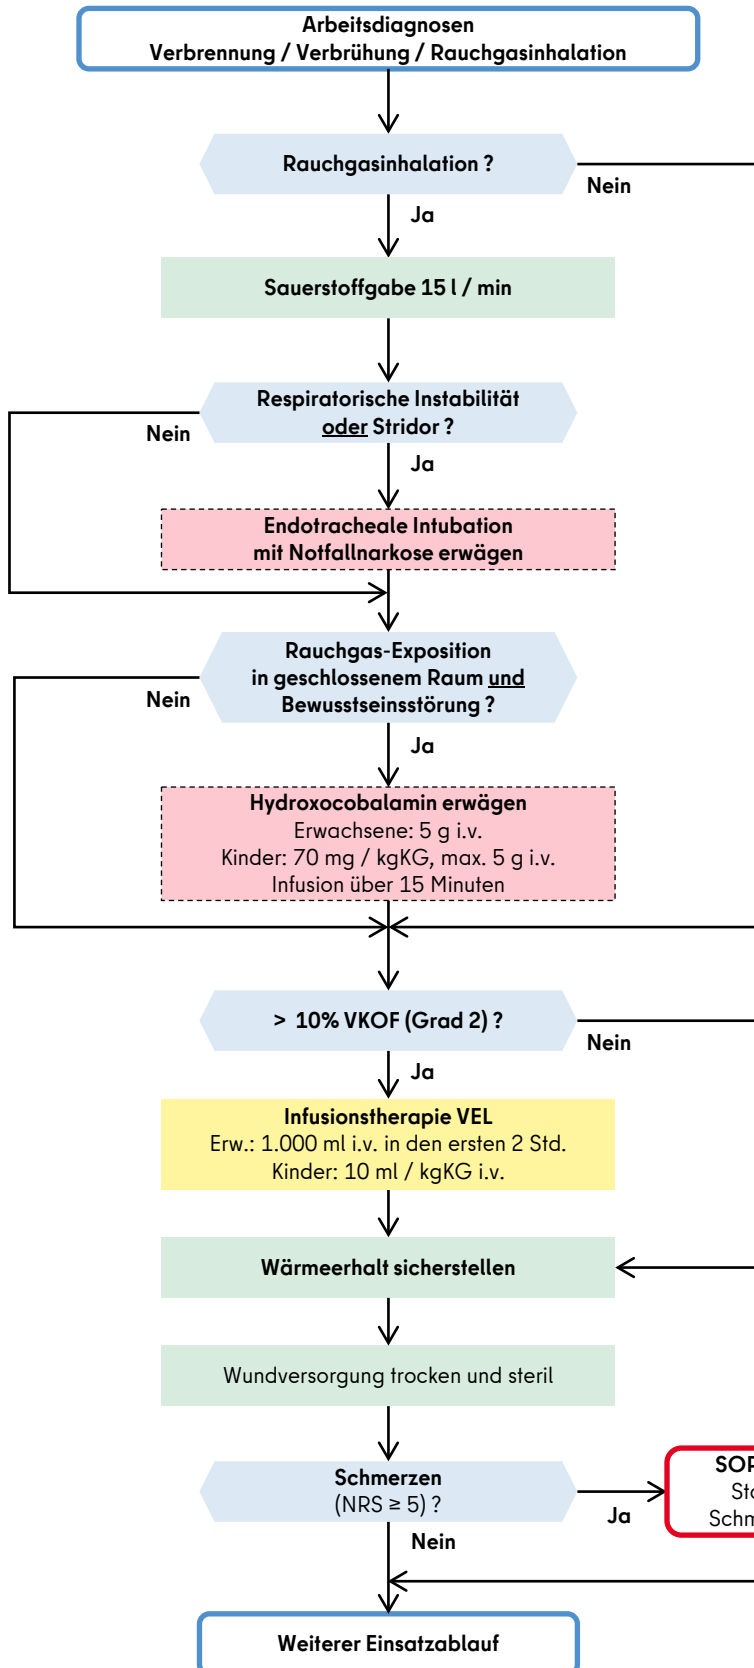 Arbeitsdiagnosen
Verbrennung / Verbrühung / Rauchgasinhalation
Rauchgasinhalation ?
Nein
Ja
Sauerstoffgabe 15 l / min
Respiratorische Instabilität
oder Stridor ?
Nein
Ja
Endotracheale Intubation
mit Notfallnarkose erwägen
Rauchgas-Exposition
in geschlossenem Raum und
Bewusstseinsstörung ?
Nein
Ja
Hydroxocobalamin erwägen
Erwachsene: 5 g i.v.
Kinder: 70 mg / kgKG, max. 5 g i.v.
Infusion über 15 Minuten
> 10% VKOF (Grad 2) ?
Nein
Ja
Infusionstherapie VEL
Erw.: 1.000 ml i.v. in den ersten 2 Std.
Kinder: 10 ml / kgKG i.v.
Wärmeerhalt sicherstellen
Wundversorgung trocken und steril
Schmerzen
(NRS ≥ 5) ?
Ja
Nein
SOP
Weiterer Einsatzablauf